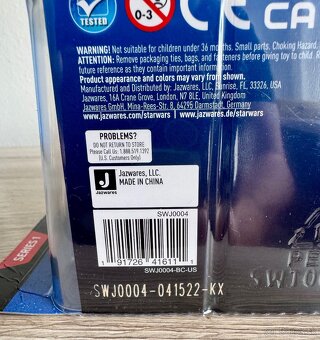 TESTED
0-3
CE CA
WARNING! Not suitable for children under 36 months. Small parts. Choking Hazard.
ATTENTION: Remove packaging ties, bags, and fasteners before giving toy to child. R
future reference as they contain important information.
Product appearance and colors may vary from shown.
Manufactured and Distributed by: Jazwares, LLC, Sunrise, FL, 33326, USA
Jazwares, 16A Crane Grove, London, N7 8LE, United Kingdom
Jazwares GmbH, Mina-Rees-Str. 8, 64295 Darmstadt, Germany
www.jazwares.com/starwars www.jazwares.de/starwars
PROBLEMS?
DO NOT RETURN TO STORE
Please Call Us: 1.888.519.1392
(U.S. Customers Only)
J
Jazwares
Jazwares, LLC.
MADE IN CHINA
SWJ0004
1 91726 41611 1
SWJ0004-BC-US
SWJ0004-041522-KX
SERIES 1